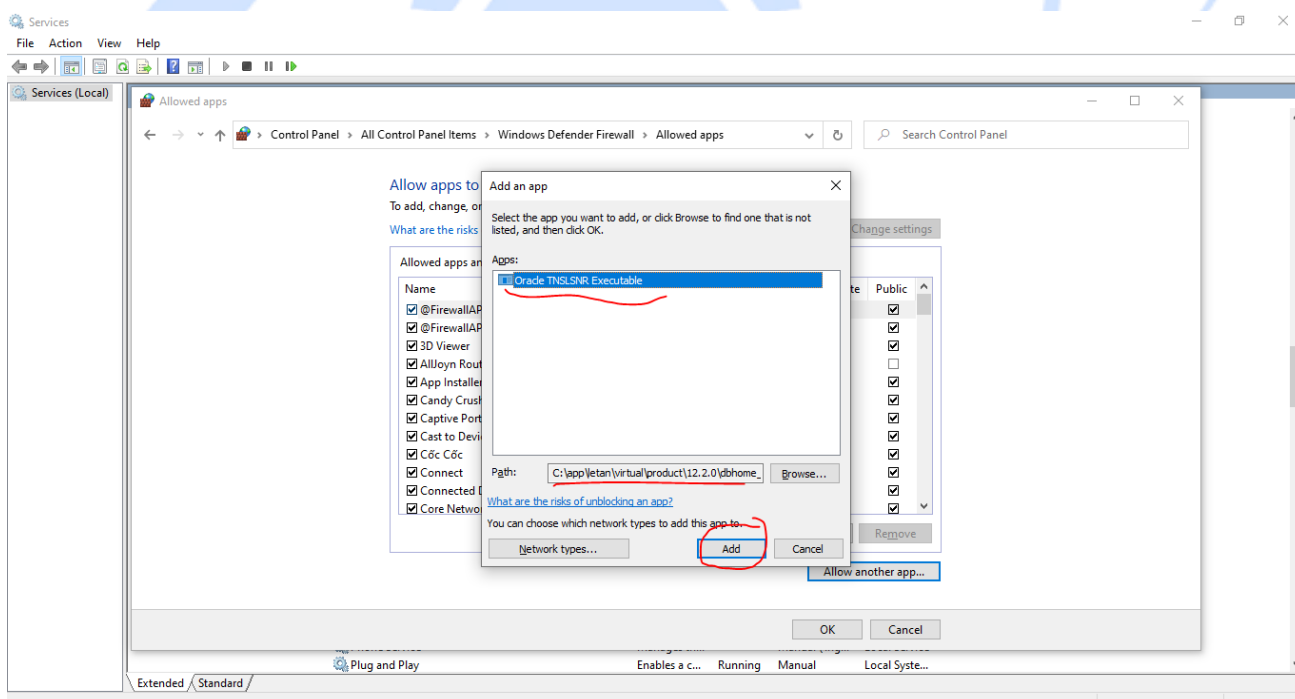 Services
File Action View Help
Services (Local)
Allowed apps
Control Panel > All Control Panel Items > Windows Defender Firewall > Allowed apps
Search Control Panel
Allow apps to
To add, change, or
What are the risks
Change settings
Allowed apps an
Name
te Public
@FirewallAP
@FirewallAP
3D Viewer
AllJoyn Rout
App Installer
Candy Crush
Captive Port
Cast to Devi
Cốc Cốc
Connect
Connected D
Core Networ
Remove
Allow another app...
OK Cancel
Add an app
Select the app you want to add, or click Browse to find one that is not
listed, and then click OK.
Apps:
Oracle TNSLSNR Executable
Path: C:\app\letan\virtual\product\12.2.0\dbhome_ Browse...
What are the risks of unblocking an app?
You can choose which network types to add this app to.
Network types... Add Cancel
Plug and Play Enables a c... Running Manual Local Syste...
Extended Standard